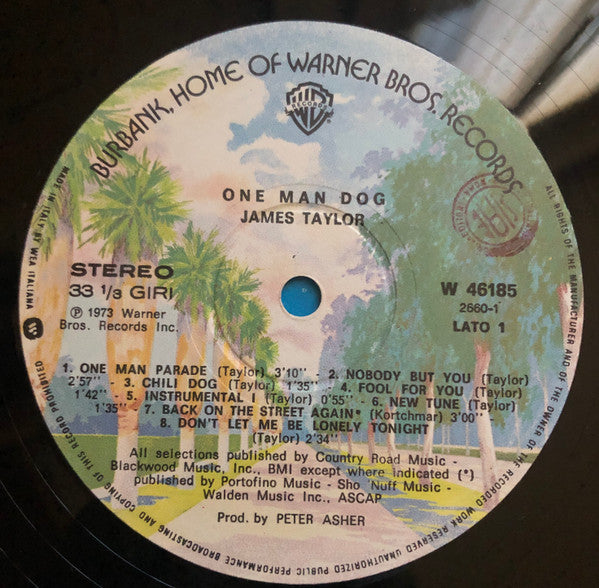 BURBANK, HOME OF WARNER BROS. RECORDS
WB
RECORDS
ONE MAN DOG
JAMES TAYLOR
STEREO
33 1/3 GIRI
℗ 1973 Warner
Bros. Records Inc.
W 46185
2660-1
LATO 1
1. ONE MAN PARADE (Taylor) 3'10" - 2. NOBODY BUT YOU (Taylor)
2'57" - 3. CHILI DOG (Taylor) 1'35" - 4. FOOL FOR YOU (Taylor)
1'42" - 5. INSTRUMENTAL I (Taylor) 0'55" - 6. NEW TUNE (Taylor)
1'35" - 7. BACK ON THE STREET AGAIN* (Kortchmar) 3'00"
8. DON'T LET ME BE LONELY TONIGHT
(Taylor) 2'34"
All selections published by Country Road Music -
Blackwood Music, Inc., BMI except where indicated (*)
published by Portofino Music - Sho 'Nuff Music -
Walden Music Inc., ASCAP
Prod. by PETER ASHER
MADE IN ITALY BY WEA ITALIANA
ALL RIGHTS OF THE MANUFACTURER AND OF THE OWNER OF THE RECORDED WORK RESERVED UNAUTHORIZED PUBLIC PERFORMANCE BROADCASTING AND COPYING OF THIS RECORD PROHIBITED